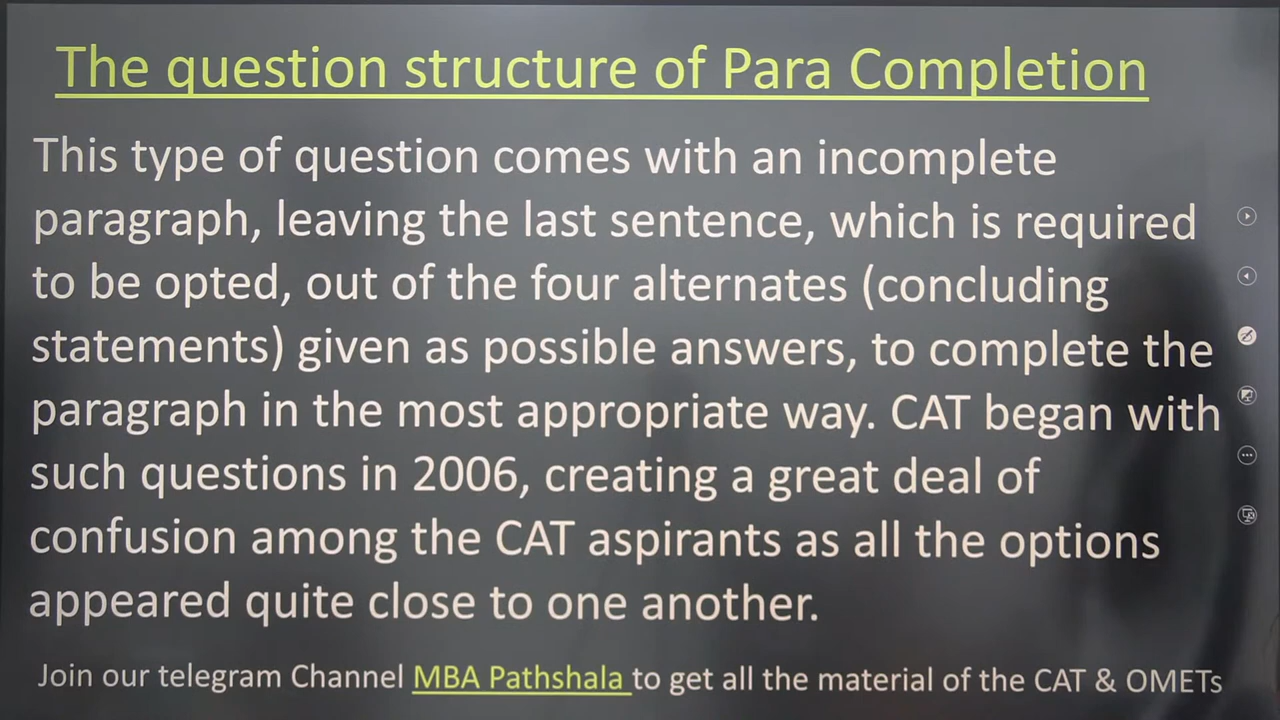 The question structure of Para Completion
This type of question comes with an incomplete
paragraph, leaving the last sentence, which is required
to be opted, out of the four alternates (concluding
statements) given as possible answers, to complete the
paragraph in the most appropriate way. CAT began with
such questions in 2006, creating a great deal of
confusion among the CAT aspirants as all the options
appeared quite close to one another.
Join our telegram Channel MBA Pathshala to get all the material of the CAT & OMETs